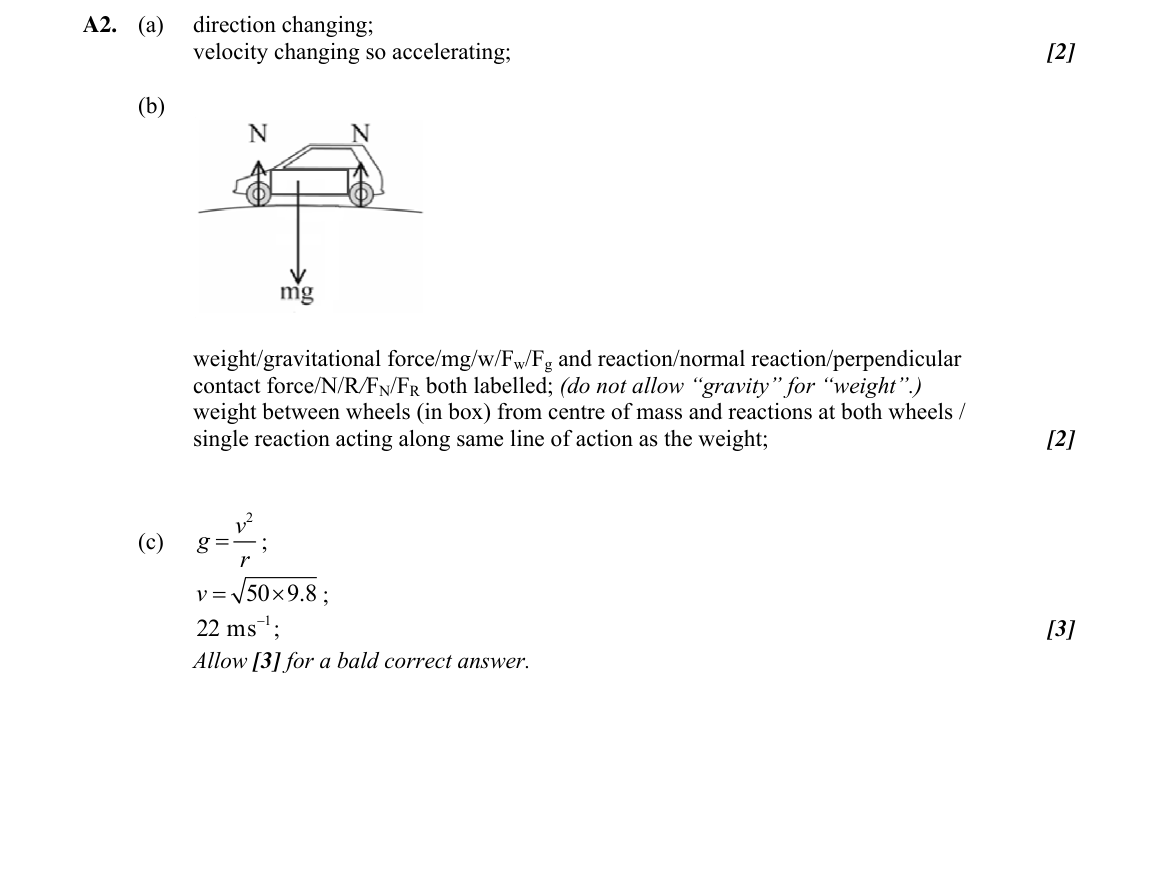 A2. (a) direction changing;
velocity changing so accelerating; [2]
(b)
N N
mg
weight/gravitational force/mg/w/F_w/F_g and reaction/normal reaction/perpendicular
contact force/N/R/F_N/F_R both labelled; (do not allow “gravity” for “weight”.)
weight between wheels (in box) from centre of mass and reactions at both wheels /
single reaction acting along same line of action as the weight; [2]
(c) g = v²/r ;
v = √(50×9.8) ;
22 ms⁻¹; [3]
Allow [3] for a bald correct answer.